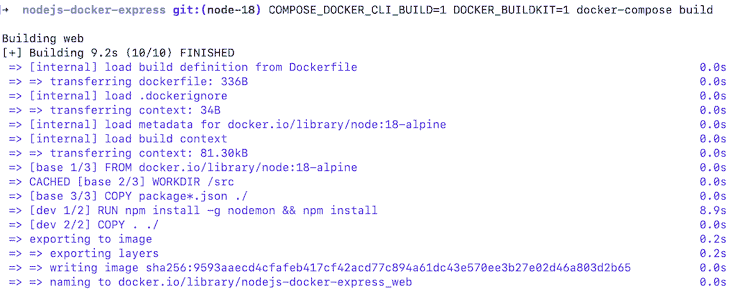 → nodejs-docker-express git:(node-18) COMPOSE_DOCKER_CLI_BUILD=1 DOCKER_BUILDKIT=1 docker-compose build
Building web
[+] Building 9.2s (10/10) FINISHED
=> [internal] load build definition from Dockerfile 0.0s
=> => transferring dockerfile: 336B 0.0s
=> [internal] load .dockerignore 0.0s
=> => transferring context: 34B 0.0s
=> [internal] load metadata for docker.io/library/node:18-alpine 0.0s
=> [internal] load build context 0.0s
=> => transferring context: 81.30kB 0.0s
=> [base 1/3] FROM docker.io/library/node:18-alpine 0.0s
=> CACHED [base 2/3] WORKDIR /src 0.0s
=> [base 3/3] COPY package*.json ./ 0.0s
=> [dev 1/2] RUN npm install -g nodemon && npm install 8.9s
=> [dev 2/2] COPY . ./ 0.0s
=> exporting to image 0.2s
=> => exporting layers 0.2s
=> => writing image sha256:9593aaecd4cfafeb417cf42acd77c894a61dc43e570ee3b27e02d46a803d2b65 0.0s
=> => naming to docker.io/library/nodejs-docker-express_web 0.0s